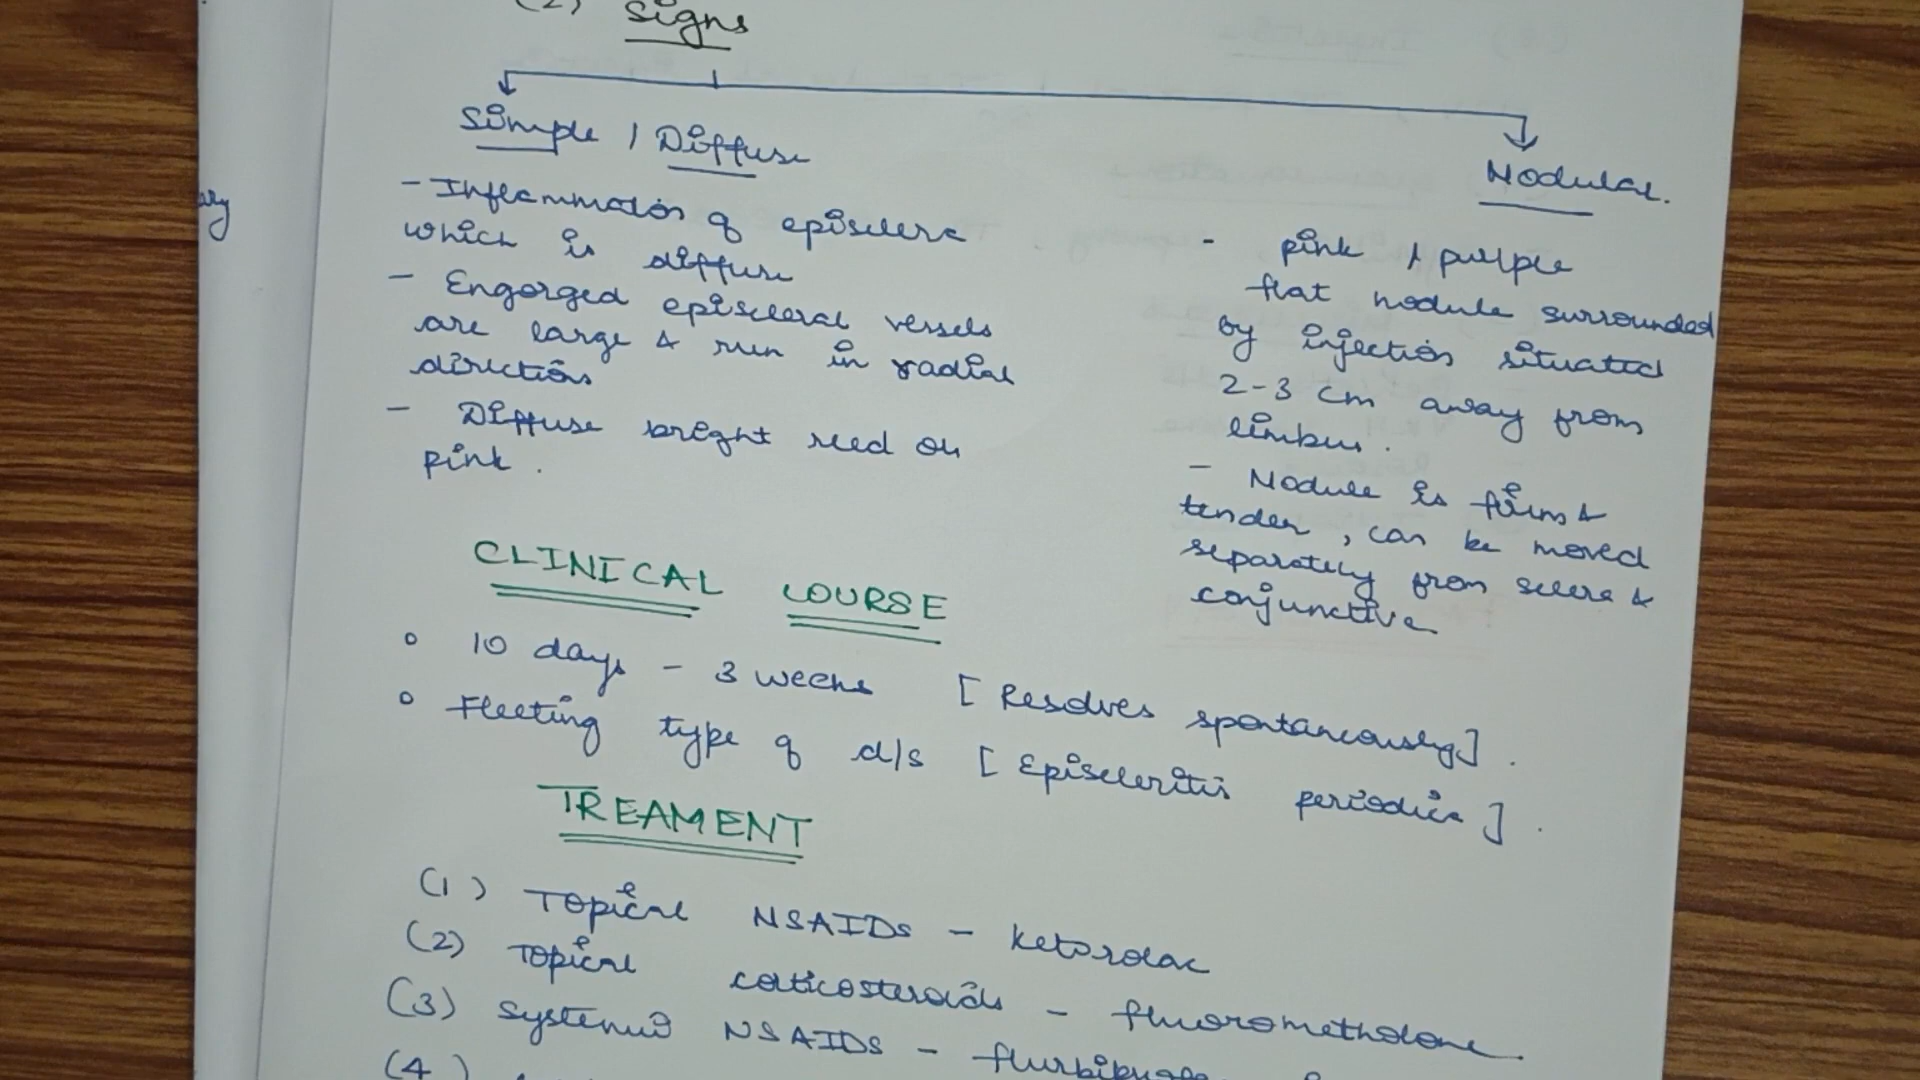 (2) Signs
Simple / Diffuse
- Inflammation of episclera
which is diffuse
- Engorged episcleral vessels
are large & run in radial
direction
- Diffuse bright red or
pink.
Nodular.
- pink / purple
flat nodule surrounded
by injection situated
2-3 cm away from
limbus.
- Nodule is firm &
tender, can be moved
separately from sclera &
conjunctiva
CLINICAL COURSE
o 10 days - 3 weeks [Resolves spontaneously].
o Fleeting type of d/s [Episcleritis periodica].
TREAMENT
(1) Topical NSAIDs - ketorolac
(2) Topical corticosteroids - fluorometholone.
(3) Systemic NSAIDS -
(4)